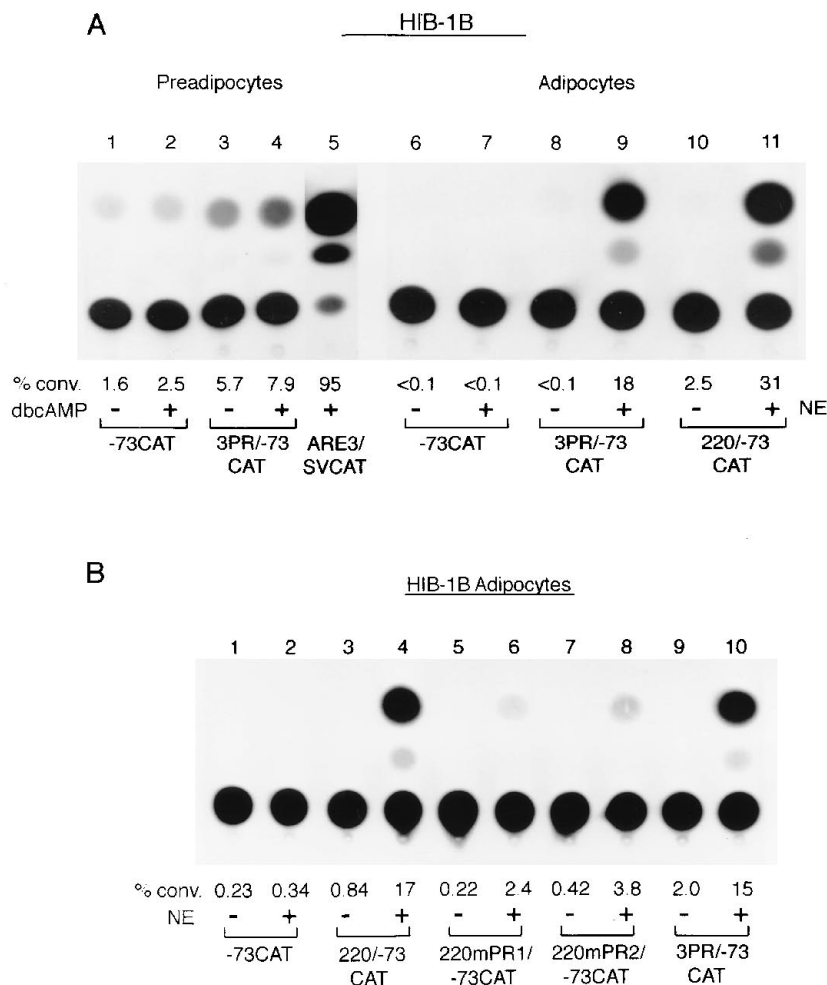 A
HIB-1B
Preadipocytes Adipocytes
1 2 3 4 5 6 7 8 9 10 11
% conv. 1.6 2.5 5.7 7.9 95 <0.1 <0.1 <0.1 18 2.5 31
dbcAMP - + - + + - + - + - + NE
-73CAT 3PR/-73 ARE3/ -73CAT 3PR/-73 220/-73
CAT SVCAT CAT CAT
B
HIB-1B Adipocytes
1 2 3 4 5 6 7 8 9 10
% conv. 0.23 0.34 0.84 17 0.22 2.4 0.42 3.8 2.0 15
NE - + - + - + - + - +
-73CAT 220/-73 220mPR1/ 220mPR2/ 3PR/-73
CAT -73CAT -73CAT CAT